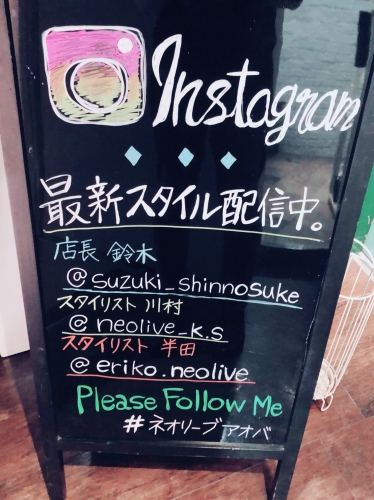 Instagram
最新スタイル配信中。
店長 鈴木
@suzuki_shinnosuke
スタイリスト 川村
@neolive_k.s
スタイリスト 半田
@eriko.neolive
Please Follow Me
#ネオリーブアオバ